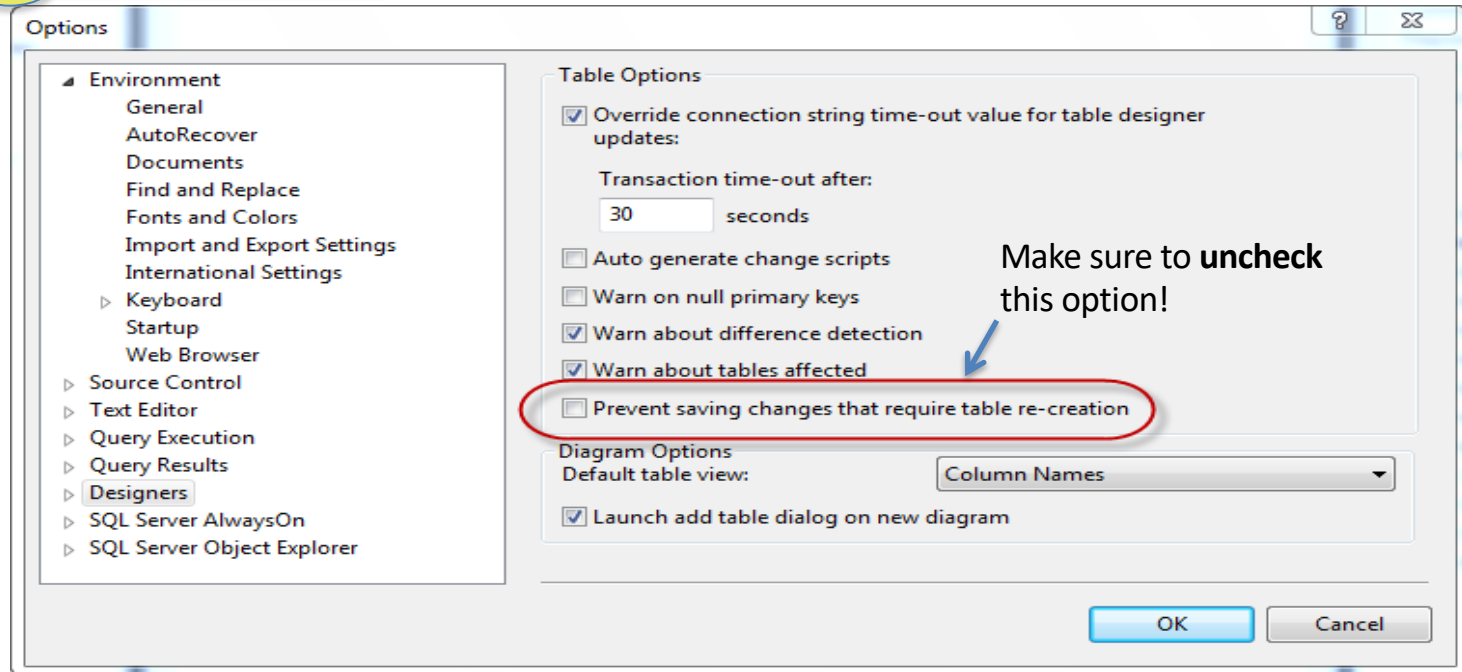 Options
Environment
General
AutoRecover
Documents
Find and Replace
Fonts and Colors
Import and Export Settings
International Settings
Keyboard
Startup
Web Browser
Source Control
Text Editor
Query Execution
Query Results
Designers
SQL Server AlwaysOn
SQL Server Object Explorer
Table Options
Override connection string time-out value for table designer
updates:
Transaction time-out after:
30 seconds
Auto generate change scripts
Warn on null primary keys
Warn about difference detection
Warn about tables affected
Prevent saving changes that require table re-creation
Make sure to uncheck
this option!
Diagram Options
Default table view: Column Names
Launch add table dialog on new diagram
OK Cancel